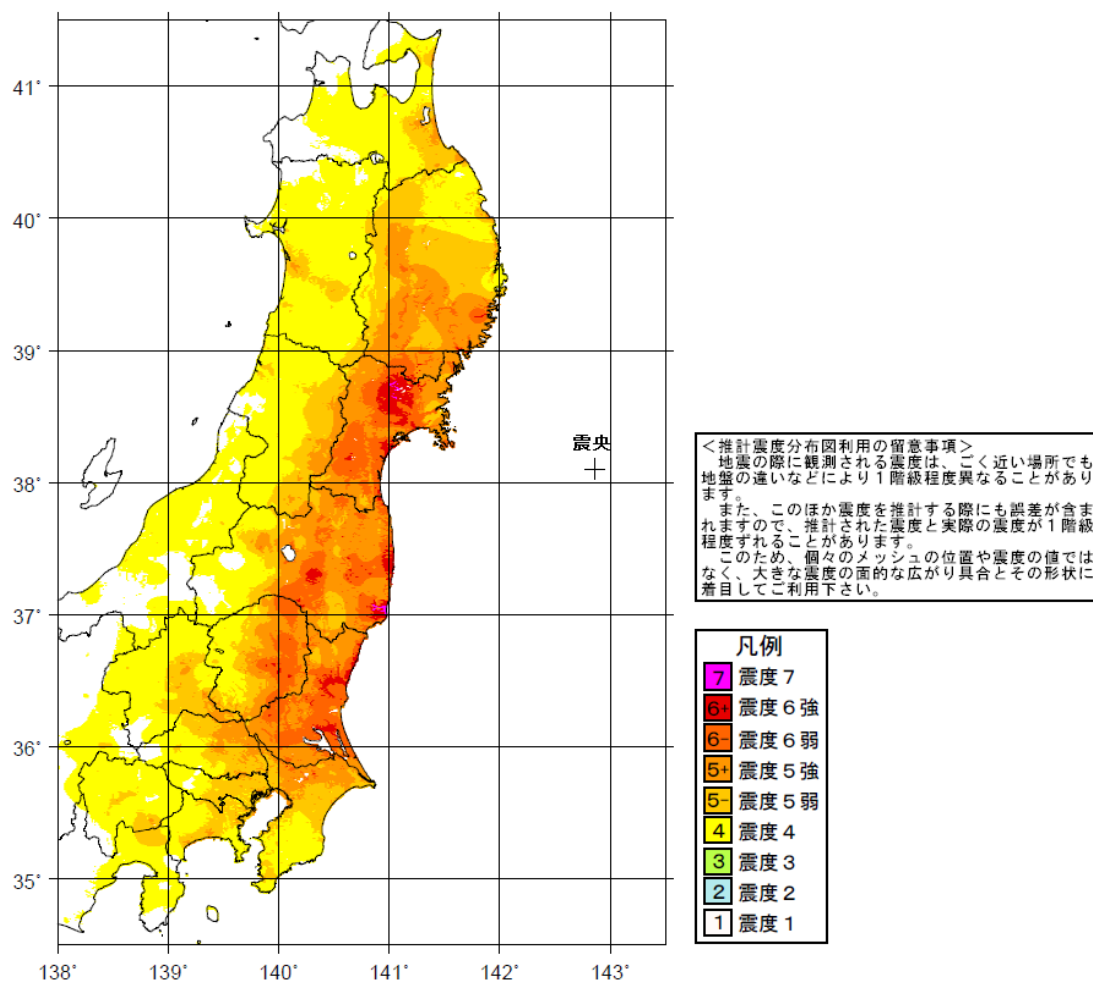 41°
40°
39°
38°
37°
36°
35°
138°
139°
140°
141°
142°
143°
震央
＜推計震度分布図利用の留意事項＞
　地震の際に観測される震度は、ごく近い場所でも
地盤の違いなどにより１階級程度異なることがあり
ます。
　また、このほか震度を推計する際にも誤差が含ま
れますので、推計された震度と実際の震度が１階級
程度ずれることがあります。
　このため、個々のメッシュの位置や震度の値では
なく、大きな震度の面的な広がり具合とその形状に
着目してご利用下さい。
凡例
7 震度７
6+ 震度６強
6- 震度６弱
5+ 震度５強
5- 震度５弱
4 震度４
3 震度３
2 震度２
1 震度１